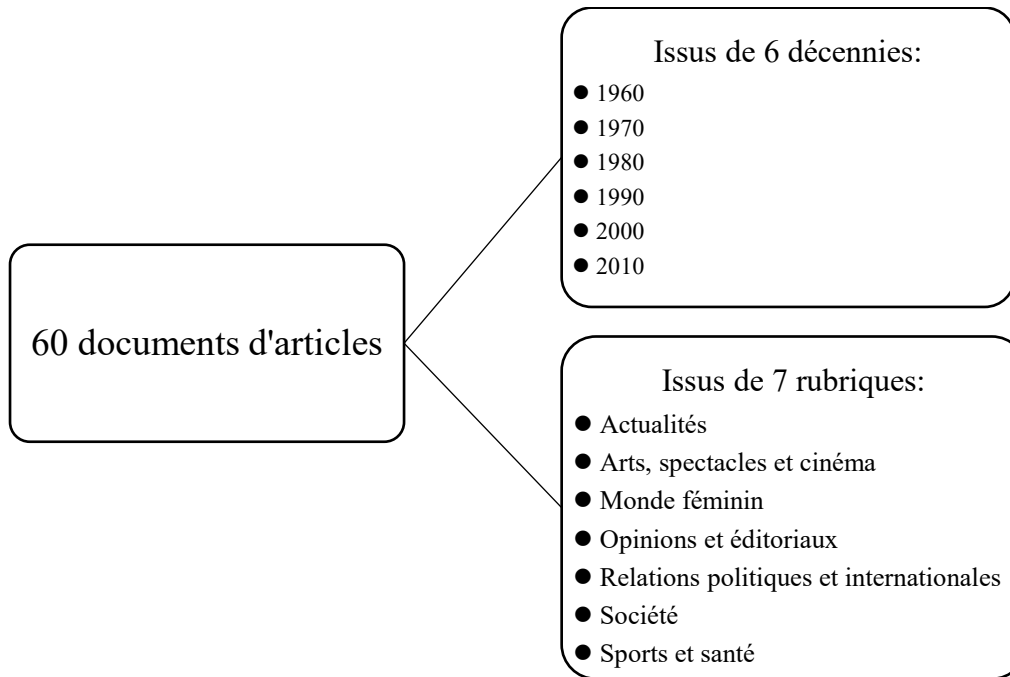 60 documents d'articles
Issus de 6 décennies:
● 1960
● 1970
● 1980
● 1990
● 2000
● 2010
Issus de 7 rubriques:
● Actualités
● Arts, spectacles et cinéma
● Monde féminin
● Opinions et éditoriaux
● Relations politiques et internationales
● Société
● Sports et santé